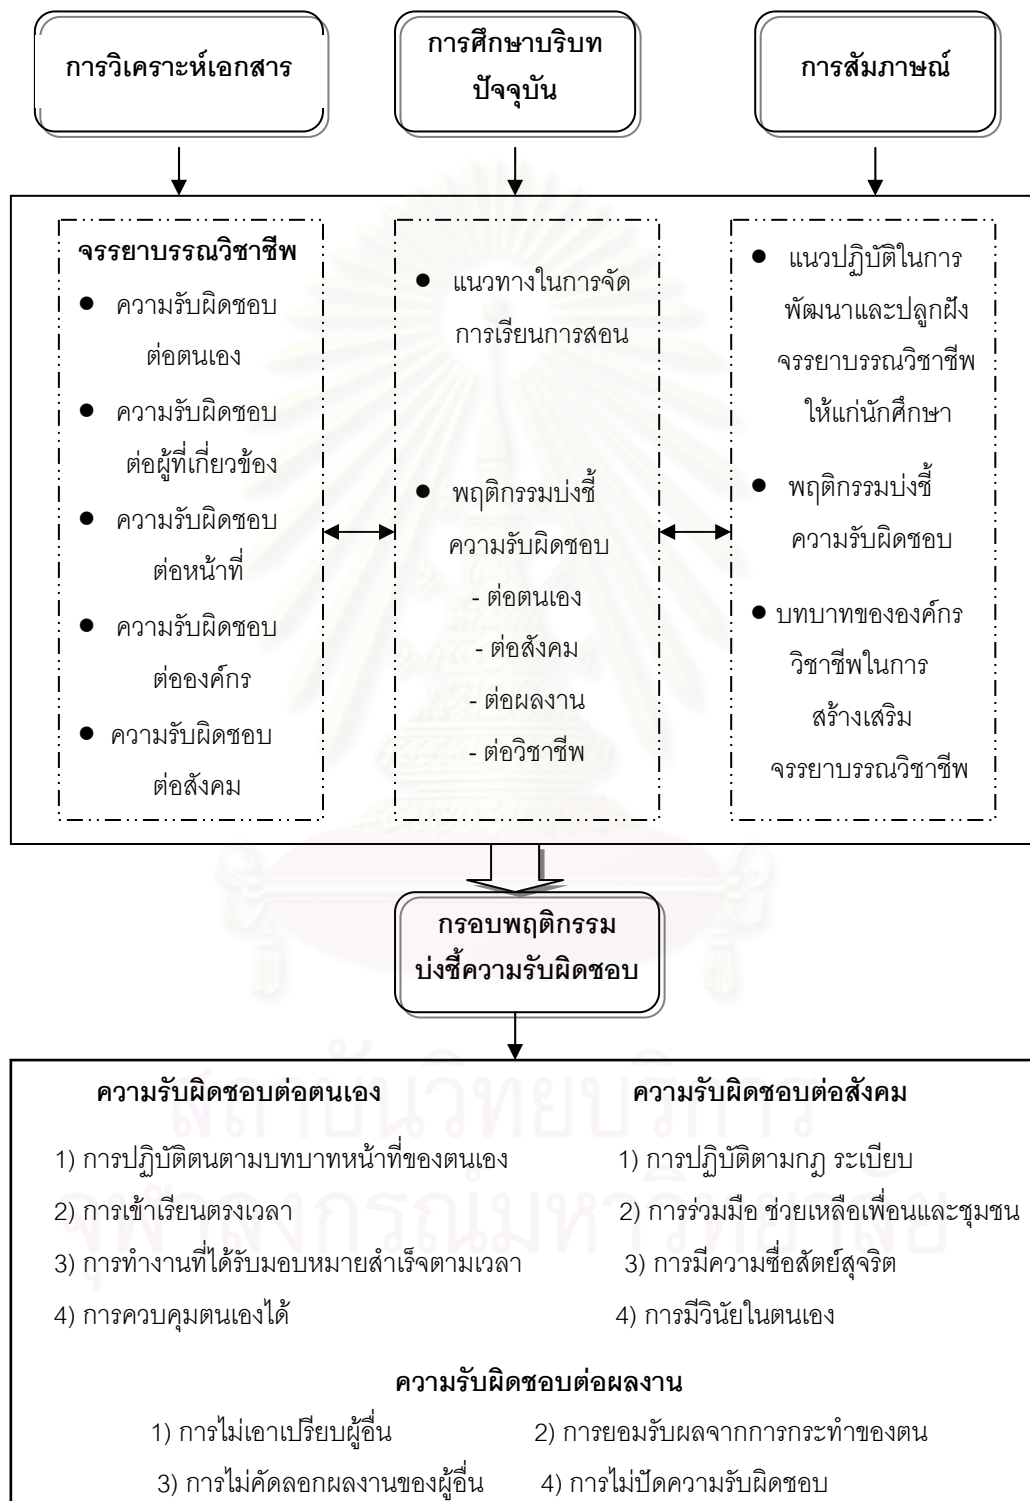 การวิเคราะห์เอกสาร
การศึกษาบริบท
ปัจจุบัน
การสัมภาษณ์
จรรยาบรรณวิชาชีพ
● ความรับผิดชอบ
ต่อตนเอง
● ความรับผิดชอบ
ต่อผู้ที่เกี่ยวข้อง
● ความรับผิดชอบ
ต่อหน้าที่
● ความรับผิดชอบ
ต่อองค์กร
● ความรับผิดชอบ
ต่อสังคม
● แนวทางในการจัด
การเรียนการสอน
● พฤติกรรมบ่งชี้
ความรับผิดชอบ
- ต่อตนเอง
- ต่อสังคม
- ต่อผลงาน
- ต่อวิชาชีพ
● แนวปฏิบัติในการ
พัฒนาและปลูกฝัง
จรรยาบรรณวิชาชีพ
ให้แก่นักศึกษา
● พฤติกรรมบ่งชี้
ความรับผิดชอบ
● บทบาทขององค์กร
วิชาชีพในการ
สร้างเสริม
จรรยาบรรณวิชาชีพ
กรอบพฤติกรรม
บ่งชี้ความรับผิดชอบ
ความรับผิดชอบต่อตนเอง
1) การปฏิบัติตนตามบทบาทหน้าที่ของตนเอง
2) การเข้าเรียนตรงเวลา
3) การทำงานที่ได้รับมอบหมายสำเร็จตามเวลา
4) การควบคุมตนเองได้
ความรับผิดชอบต่อสังคม
1) การปฏิบัติตามกฎ ระเบียบ
2) การร่วมมือ ช่วยเหลือเพื่อนและชุมชน
3) การมีความซื่อสัตย์สุจริต
4) การมีวินัยในตนเอง
ความรับผิดชอบต่อผลงาน
1) การไม่เอาเปรียบผู้อื่น
2) การยอมรับผลจากการกระทำของตน
3) การไม่คัดลอกผลงานของผู้อื่น
4) การไม่ปัดความรับผิดชอบ
สถาบันวิทยบริการ
จุฬาลงกรณ์มหาวิทยาลัย